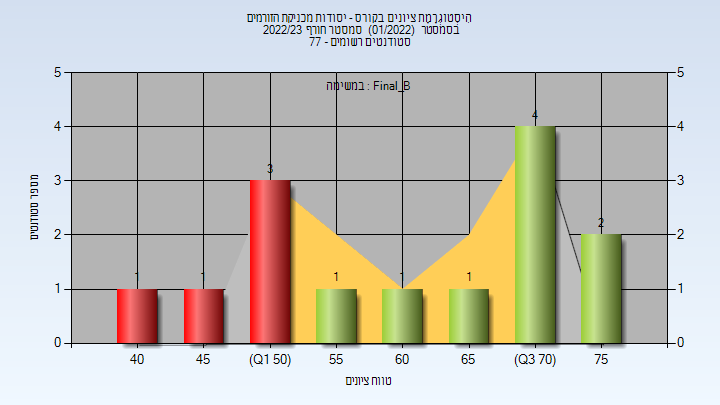 היסטוגרמת ציונים בקורס - יסודות מכניקת הזורמים
בסמסטר (01/2022) סמסטר חורף 2022/23
סטודנטים רשומים - 77
במשימה : Final_B
מספר סטודנטים
5 5
4 4
3 3
2 2
1 1
0 0
1 1 3 1 1 1 4 2
40 45 (Q1 50) 55 60 65 (Q3 70) 75
טווח ציונים